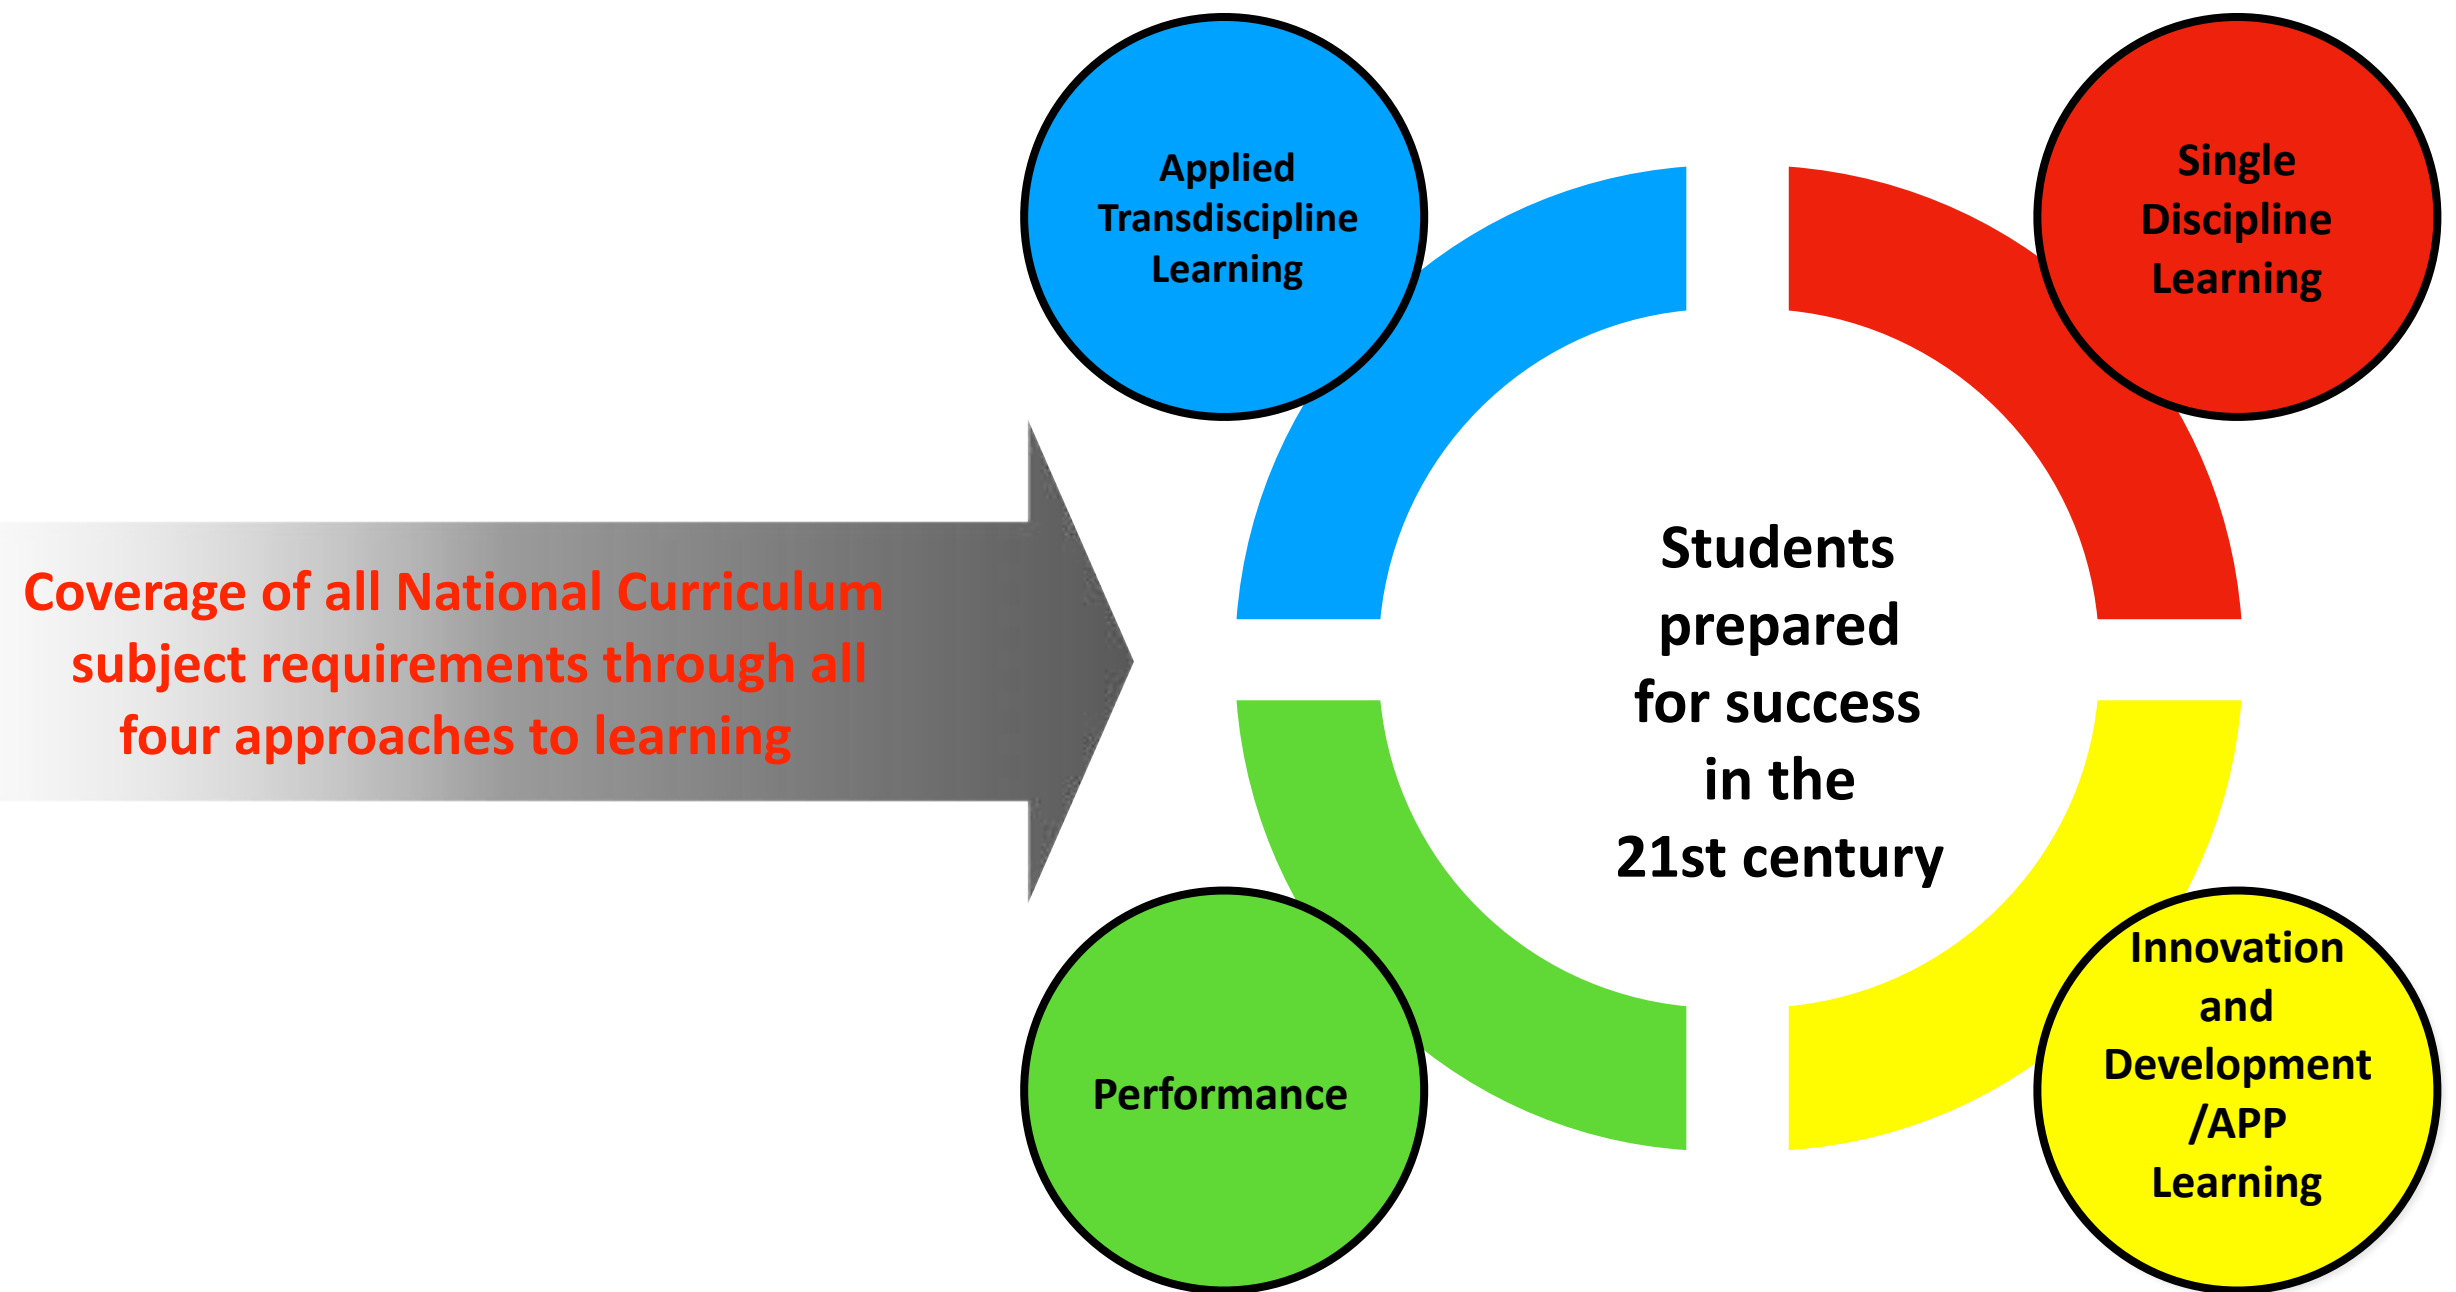 Applied
Transdiscipline
Learning
Single
Discipline
Learning
Coverage of all National Curriculum
subject requirements through all
four approaches to learning
Students
prepared
for success
in the
21st century
Performance
Innovation
and
Development
/APP
Learning